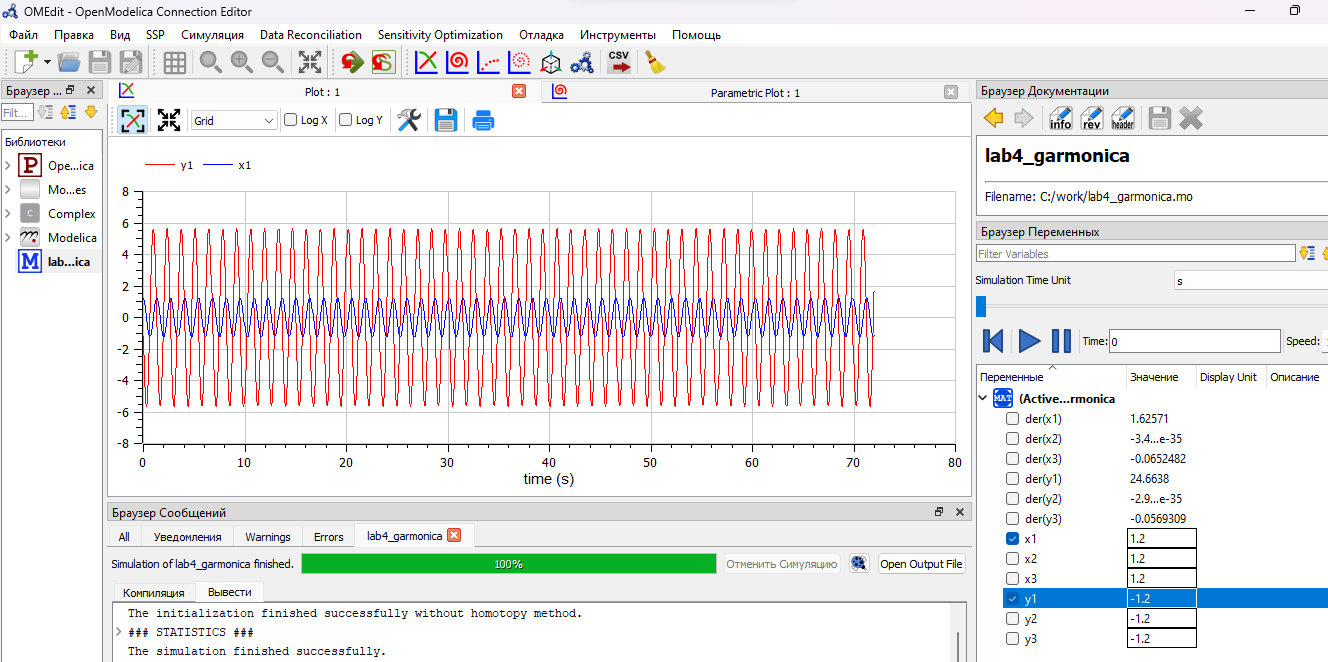 OMEdit - OpenModelica Connection Editor
Файл Правка Вид SSP Симуляция Data Reconciliation Sensitivity Optimization Отладка Инструменты Помощь
CSV
Браузер ...
Filt...
Библиотеки
P Ope...ica
Mo...es
C Complex
Modelica
M lab...ica
Plot : 1
Parametric Plot : 1
Grid Log X Log Y
y1 x1
8
6
4
2
0
-2
-4
-6
-8
0 10 20 30 40 50 60 70 80
time (s)
Браузер Сообщений
All Уведомления Warnings Errors lab4_garmonica
Simulation of lab4_garmonica finished. 100% Отменить Симуляцию Open Output File
Компиляция Вывести
The initialization finished successfully without homotopy method.
### STATISTICS ###
The simulation finished successfully.
Браузер Документации
info rev header
lab4_garmonica
Filename: C:/work/lab4_garmonica.mo
Браузер Переменных
Filter Variables
Simulation Time Unit s
Time: 0 Speed:
Переменные Значение Display Unit Описание
MAT (Active...rmonica
der(x1) 1.62571
der(x2) -3.4...e-35
der(x3) -0.0652482
der(y1) 24.6638
der(y2) -2.9...e-35
der(y3) -0.0569309
x1 1.2
x2 1.2
x3 1.2
y1 -1.2
y2 -1.2
y3 -1.2